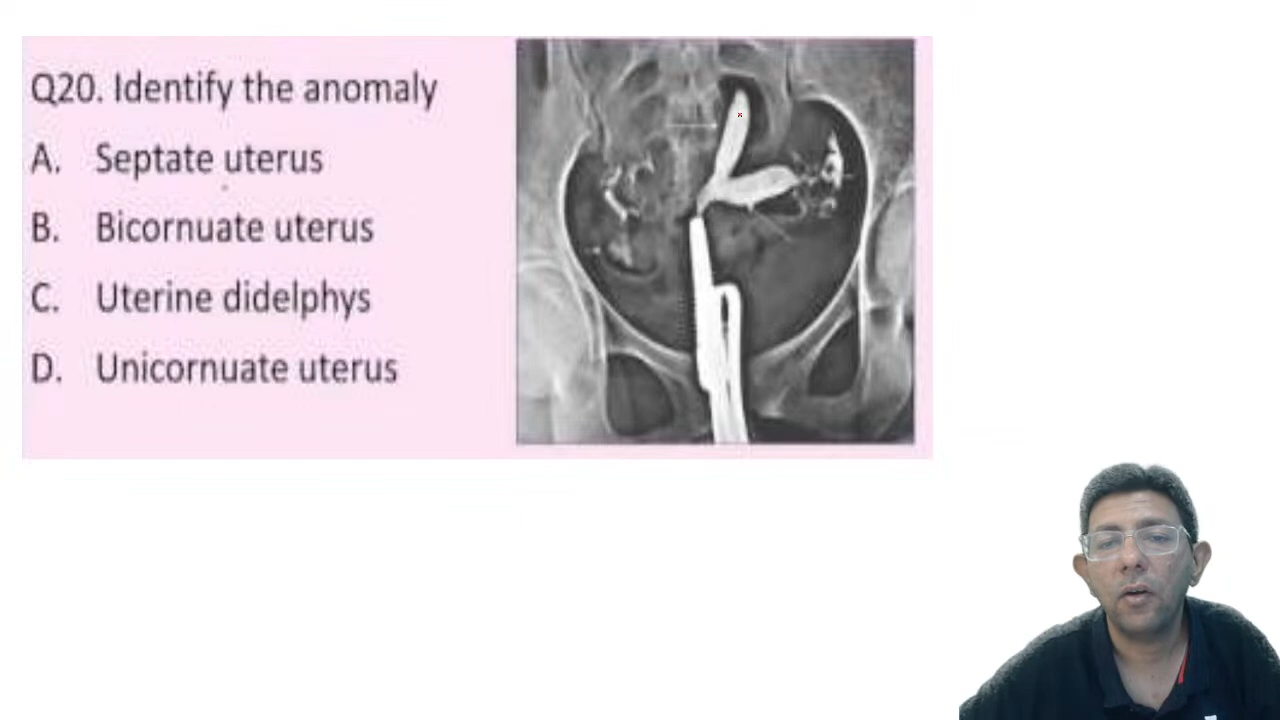 Q20. Identify the anomaly
A. Septate uterus
B. Bicornuate uterus
C. Uterine didelphys
D. Unicornuate uterus